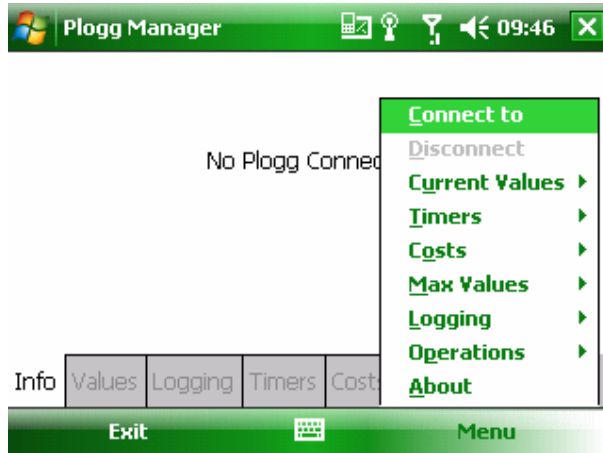 Plogg Manager 09:46
Connect to
Disconnect
No Plogg Connec
Current Values
Timers
Costs
Max Values
Logging
Operations
About
Info Values Logging Timers Costs
Exit Menu